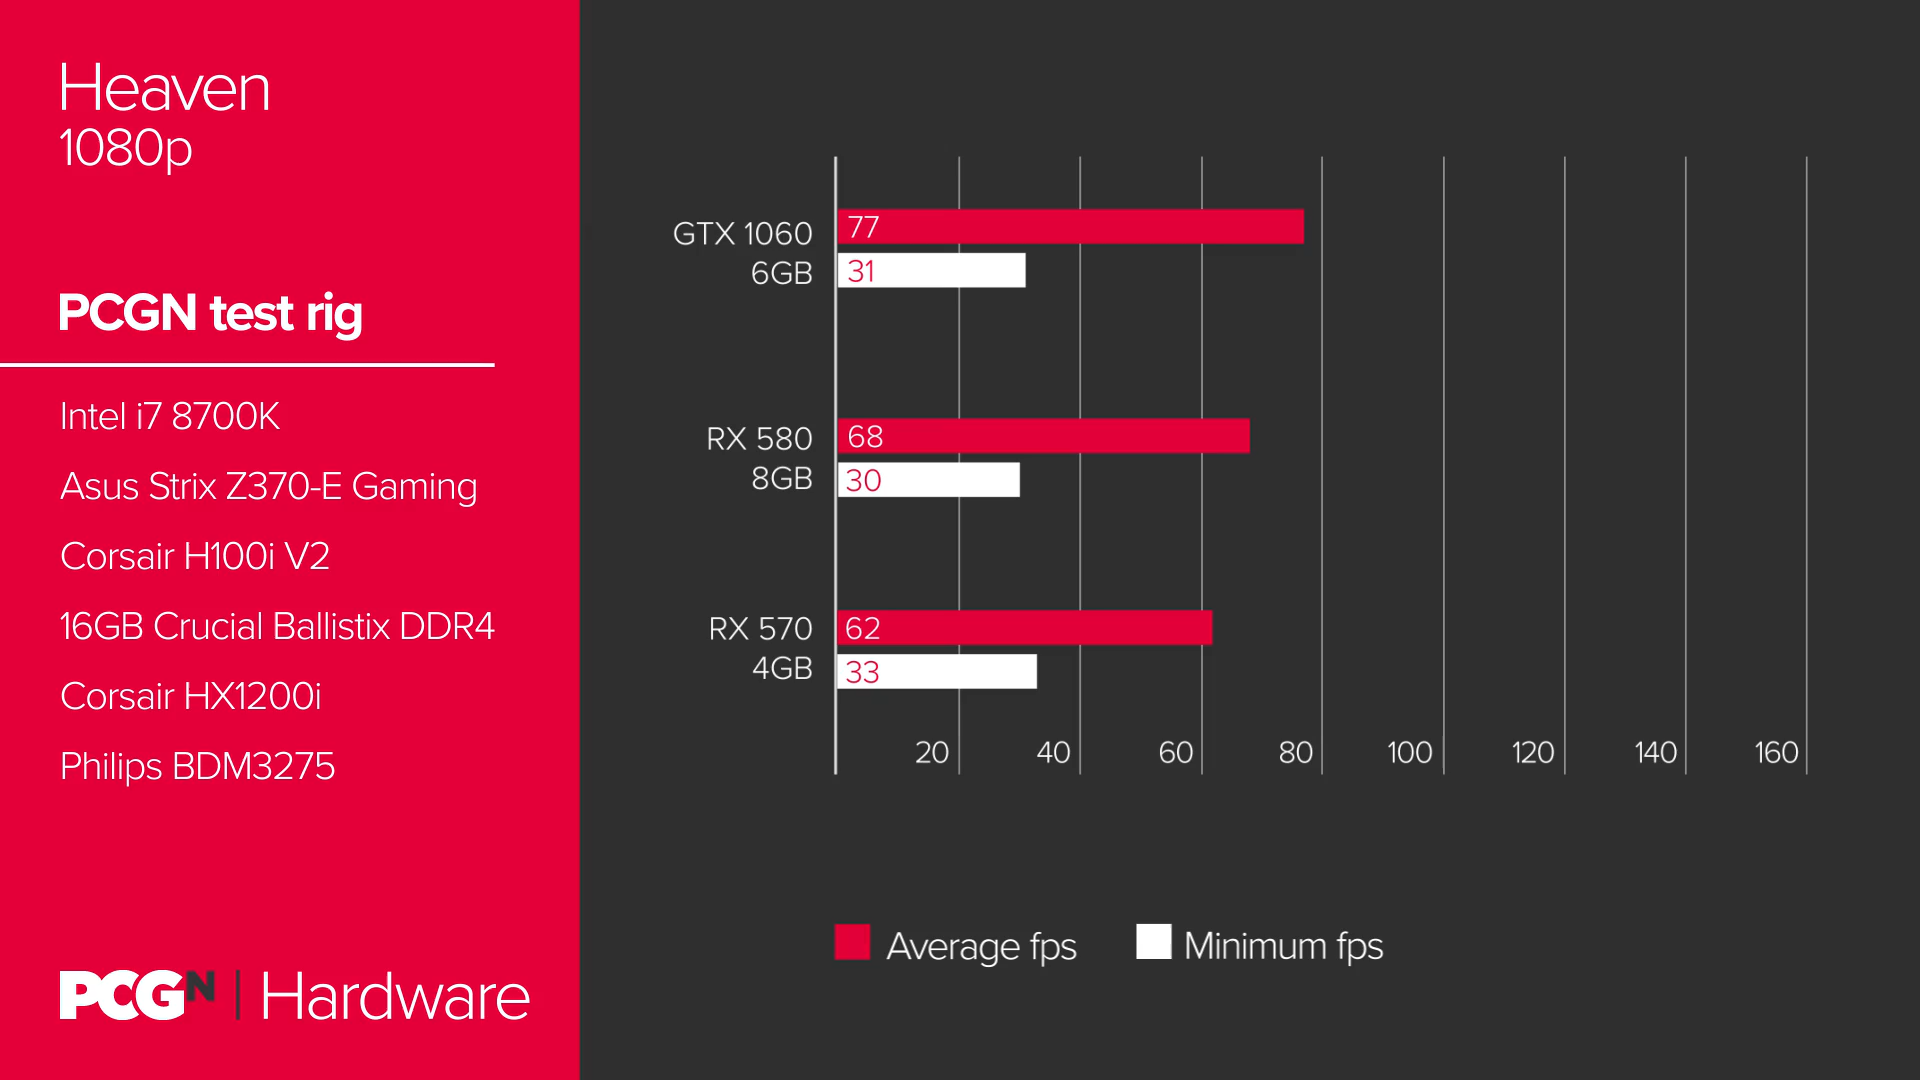 Heaven
1080p
PCGN test rig
Intel i7 8700K
Asus Strix Z370-E Gaming
Corsair H100i V2
16GB Crucial Ballistix DDR4
Corsair HX1200i
Philips BDM3275
PCGN | Hardware
GTX 1060
6GB
77
31
RX 580
8GB
68
30
RX 570
4GB
62
33
20 40 60 80 100 120 140 160
Average fps Minimum fps